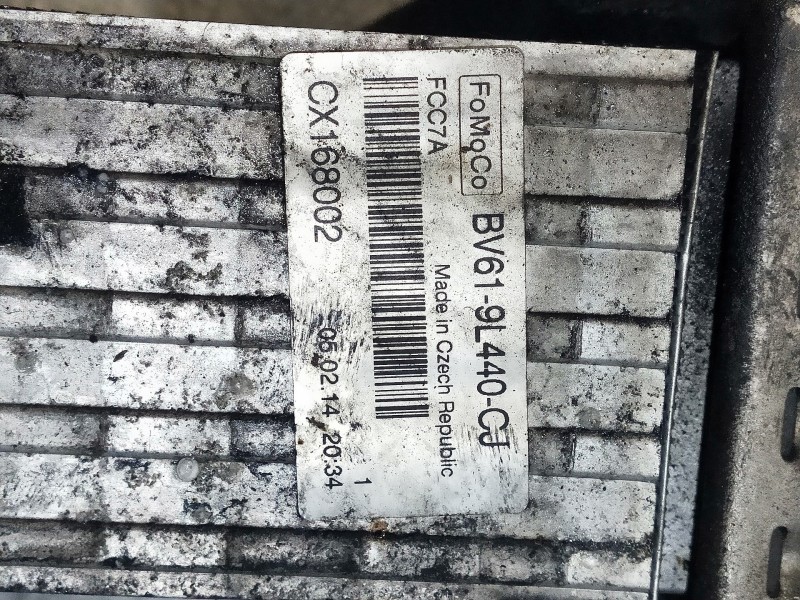 FoMoCo BV61-9L440-CJ
FCC7A - Made in Czech Republic
1
CX168002 05.02.14 20:34